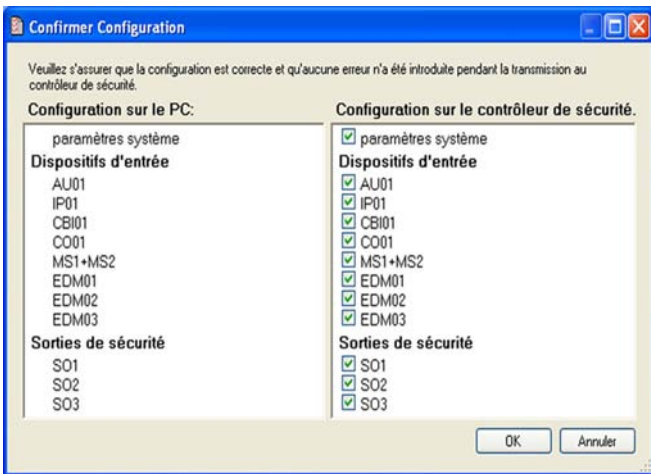 Confirmer Configuration
Veuillez s'assurer que la configuration est correcte et qu'aucune erreur n'a été introduite pendant la transmission au
contrôleur de sécurité.
Configuration sur le PC:
paramètres système
Dispositifs d'entrée
AU01
IP01
CBI01
CO01
MS1+MS2
EDM01
EDM02
EDM03
Sorties de sécurité
SO1
SO2
SO3
Configuration sur le contrôleur de sécurité.
paramètres système
Dispositifs d'entrée
AU01
IP01
CBI01
CO01
MS1+MS2
EDM01
EDM02
EDM03
Sorties de sécurité
SO1
SO2
SO3
OK
Annuler